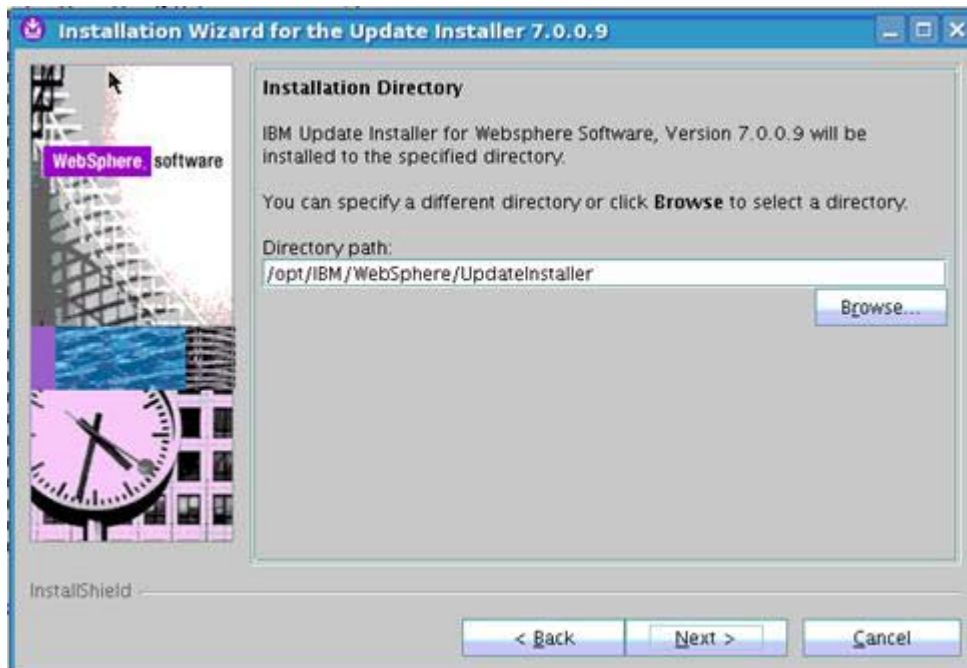 Installation Wizard for the Update Installer 7.0.0.9
WebSphere. software
Installation Directory
IBM Update Installer for Websphere Software, Version 7.0.0.9 will be
installed to the specified directory.
You can specify a different directory or click Browse to select a directory.
Directory path:
/opt/IBM/WebSphere/UpdateInstaller
Browse...
InstallShield
< Back
Next >
Cancel